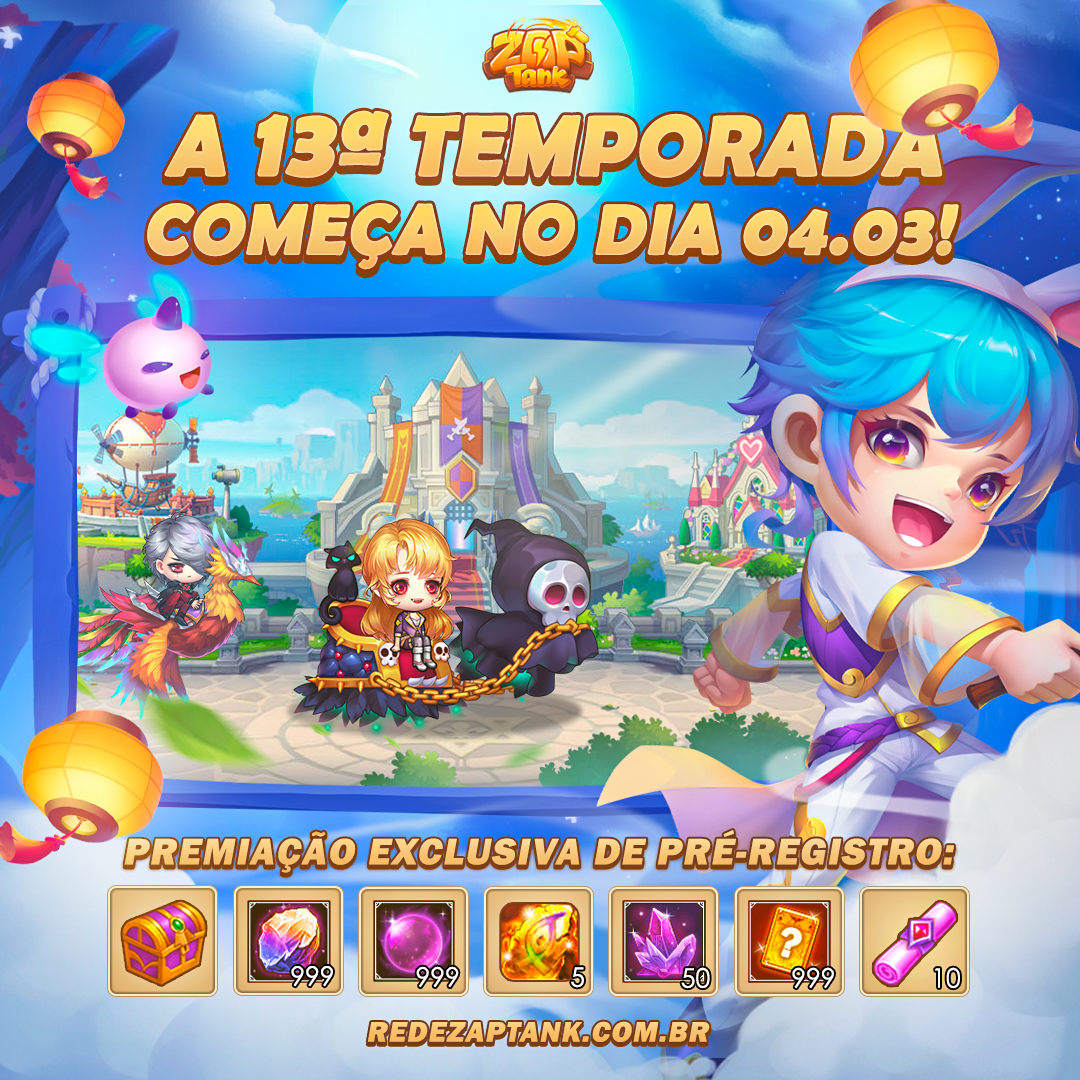 ZAP
Tank
A 13ª TEMPORADA
COMEÇA NO DIA 04.03!
PREMIAÇÃO EXCLUSIVA DE PRÉ-REGISTRO:
999 999 5 50 999 10
REDEZAPTANK.COM.BR